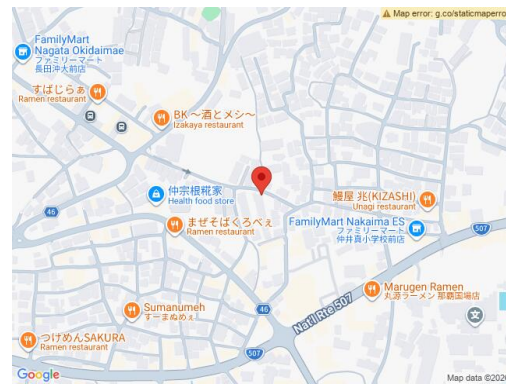 Map error: g.co/staticmaperro
FamilyMart
Nagata Okidaimae
ファミリーマート
長田沖大前店
すばじらぁ
Ramen restaurant
BK ～酒とメシ～
Izakaya restaurant
仲宗根糀家
Health food store
鰻屋 兆(KIZASHI)
Unagi restaurant
46
まぜそばくろべぇ
Ramen restaurant
FamilyMart Nakaima ES
ファミリーマート
仲井真小学校前店
507
Marugen Ramen
丸源ラーメン 那覇国場店
Sumanumeh
すーまぬめぇ
46
Nat'l Rte 507
文
つけめんSAKURA
Ramen restaurant
507
Google
Map data ©2026